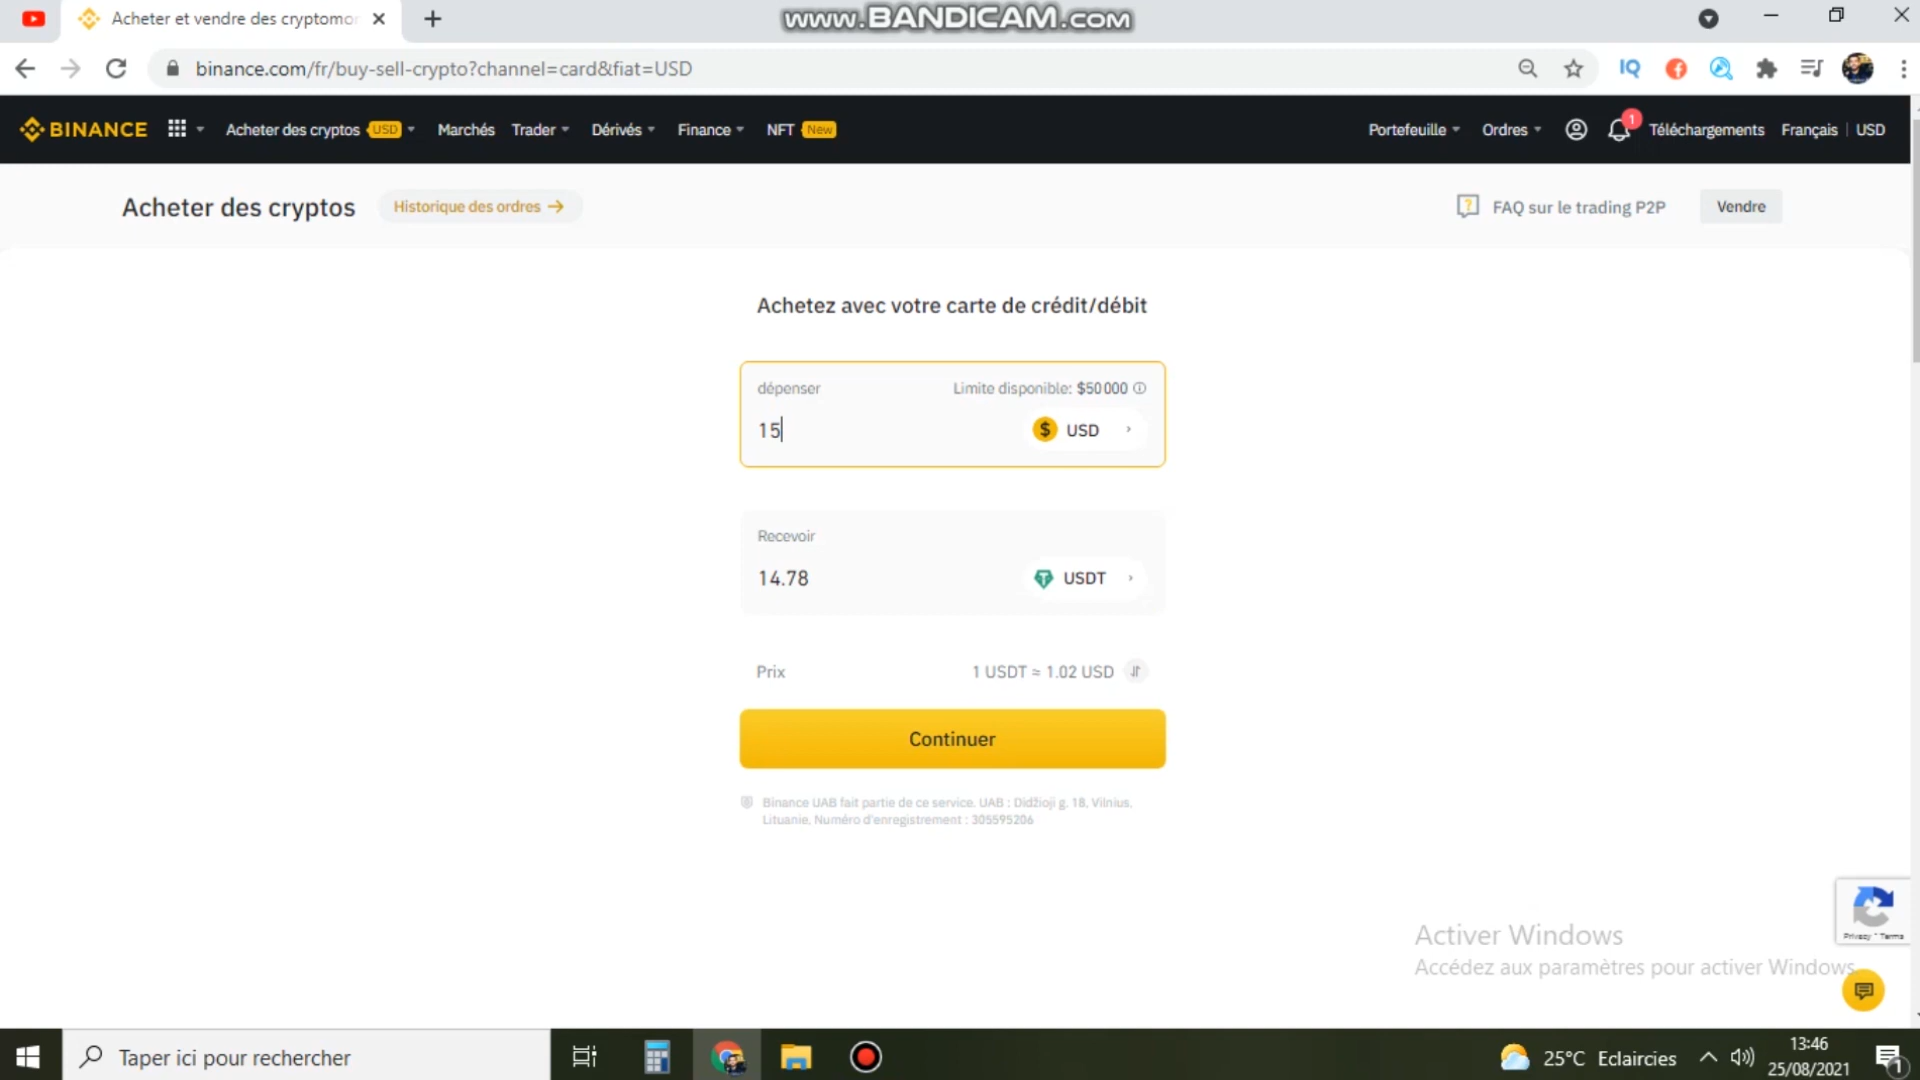 Acheter et vendre des cryptomon
www.BANDICAM.com
binance.com/fr/buy-sell-crypto?channel=card&fiat=USD
IQ
BINANCE
Acheter des cryptos USD
Marchés
Trader
Dérivés
Finance
NFT New
Portefeuille
Ordres
1
Téléchargements
Français
USD
Acheter des cryptos
Historique des ordres →
FAQ sur le trading P2P
Vendre
Achetez avec votre carte de crédit/débit
dépenser
Limite disponible: $50 000
15
$ USD
Recevoir
14.78
USDT
Prix
1 USDT ≈ 1.02 USD
Continuer
Binance UAB fait partie de ce service. UAB : Didžioji g. 18, Vilnius,
Lituanie, Numéro d'enregistrement : 305595206
Privacy - Terms
Activer Windows
Accédez aux paramètres pour activer Windows.
Taper ici pour rechercher
25°C Eclaircies
13:46
25/08/2021
1